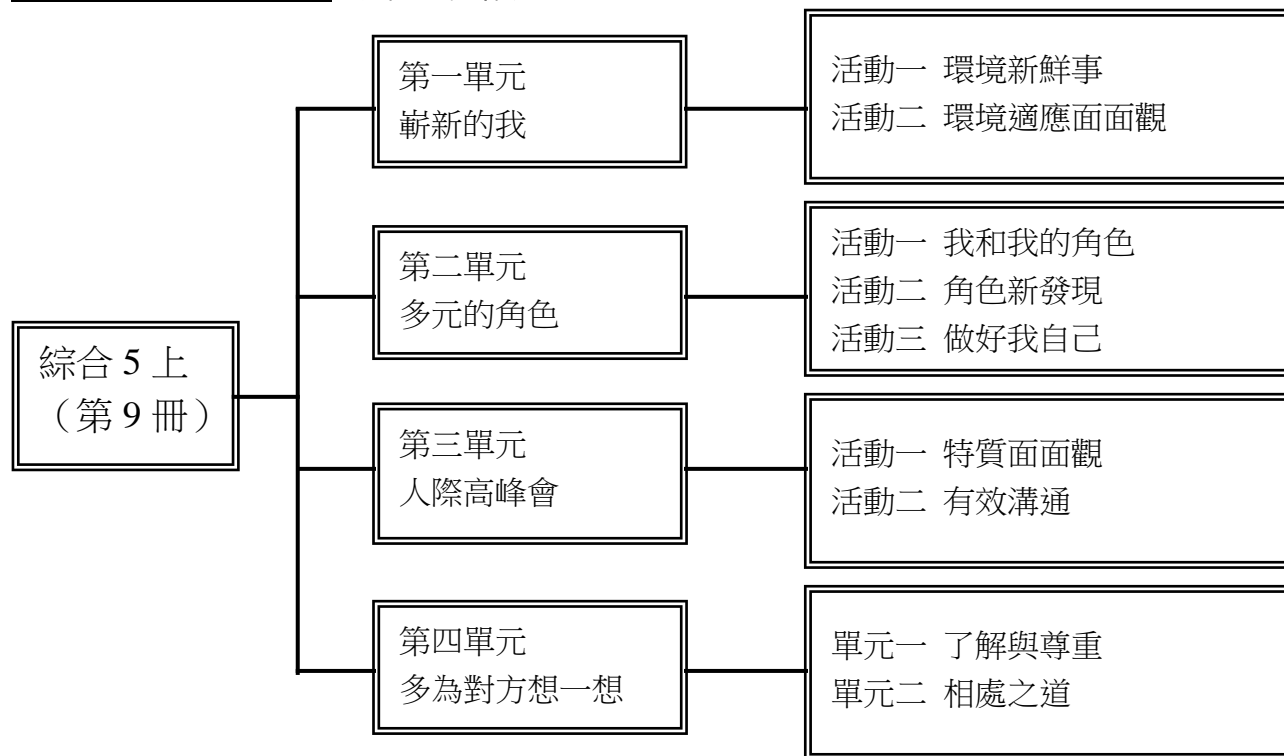 綜合 5 上
（第 9 冊）
第一單元
嶄新的我
活動一 環境新鮮事
活動二 環境適應面面觀
第二單元
多元的角色
活動一 我和我的角色
活動二 角色新發現
活動三 做好我自己
第三單元
人際高峰會
活動一 特質面面觀
活動二 有效溝通
第四單元
多為對方想一想
單元一 了解與尊重
單元二 相處之道